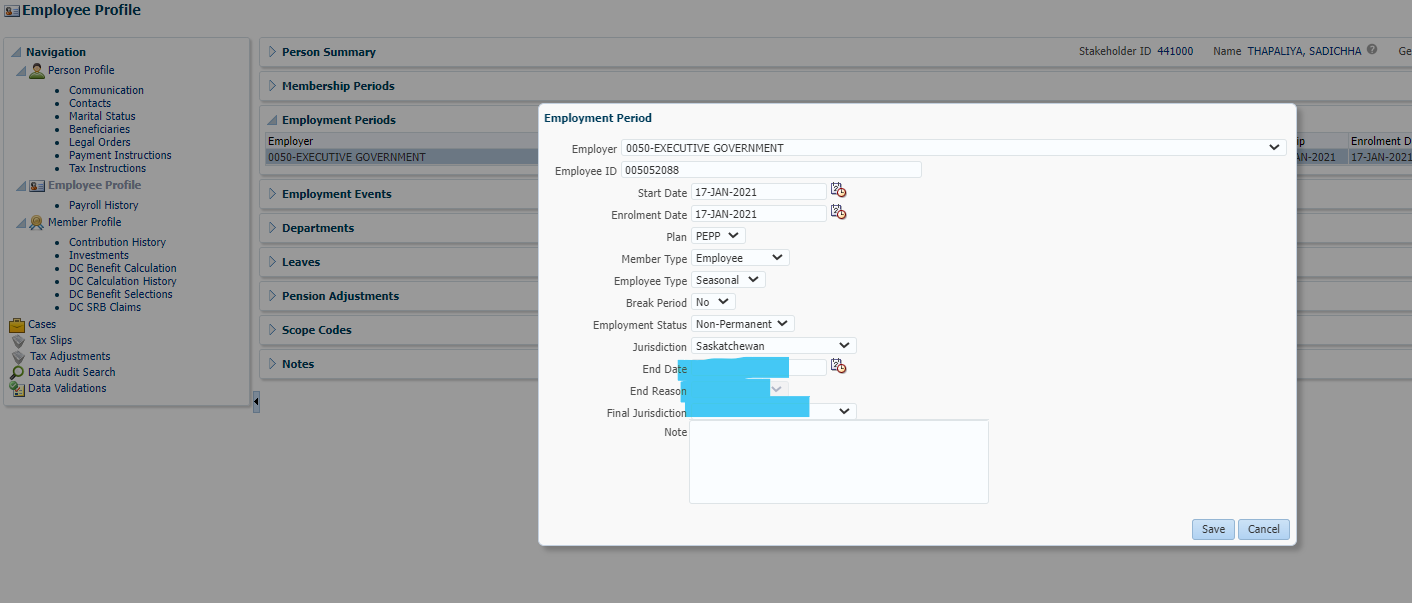 Employee Profile
Navigation
Person Profile
Communication
Contacts
Marital Status
Beneficiaries
Legal Orders
Payment Instructions
Tax Instructions
Employee Profile
Payroll History
Member Profile
Contribution History
Investments
DC Benefit Calculation
DC Calculation History
DC Benefit Selections
DC SRB Claims
Cases
Tax Slips
Tax Adjustments
Data Audit Search
Data Validations
Person Summary Stakeholder ID 441000 Name THAPALIYA, SADICHHA Ge
Membership Periods
Employment Periods
Employer ip Enrolment D
0050-EXECUTIVE GOVERNMENT AN-2021 17-JAN-2021
Employment Events
Departments
Leaves
Pension Adjustments
Scope Codes
Notes
Employment Period
Employer 0050-EXECUTIVE GOVERNMENT
Employee ID 005052088
Start Date 17-JAN-2021
Enrolment Date 17-JAN-2021
Plan PEPP
Member Type Employee
Employee Type Seasonal
Break Period No
Employment Status Non-Permanent
Jurisdiction Saskatchewan
End Date
End Reason
Final Jurisdiction
Note
Save Cancel